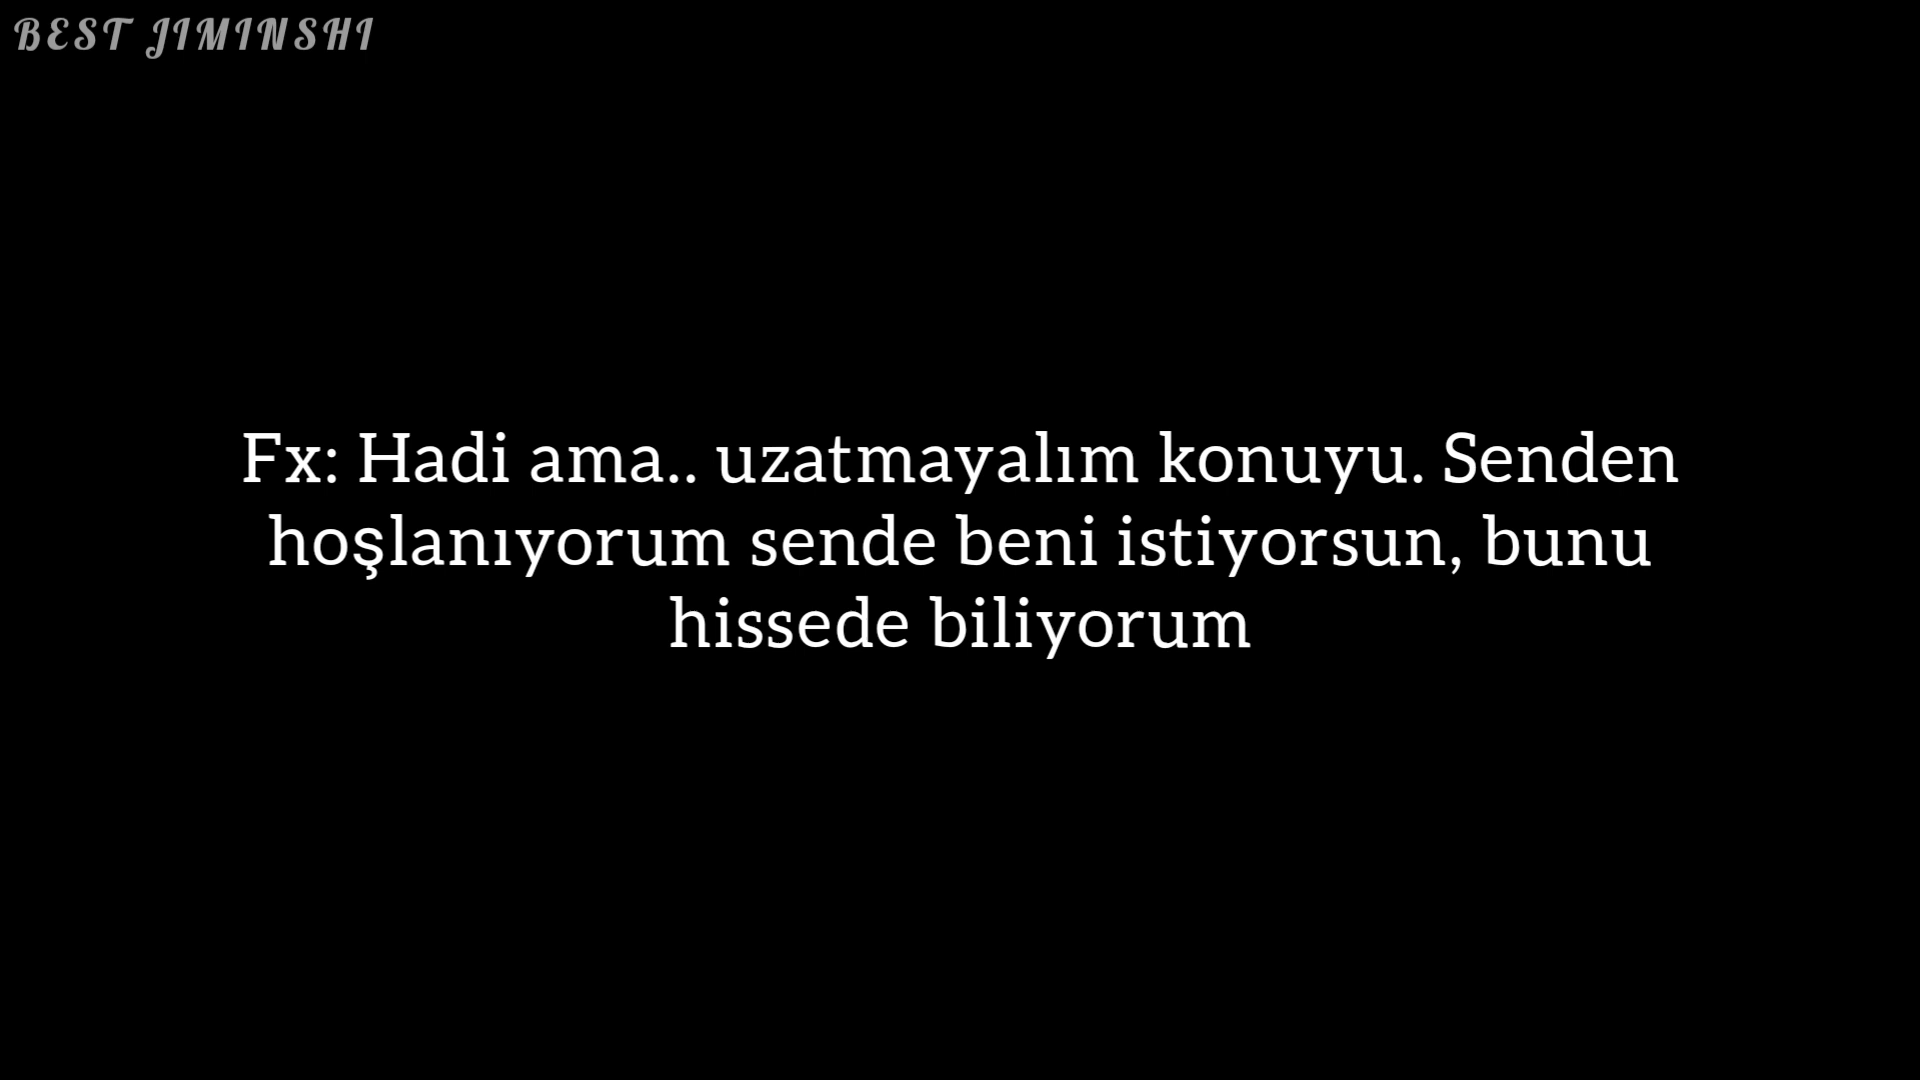 BEST JIMINSHI
Fx: Hadi ama.. uzatmayalım konuyu. Senden
hoşlanıyorum sende beni istiyorsun, bunu
hissede biliyorum